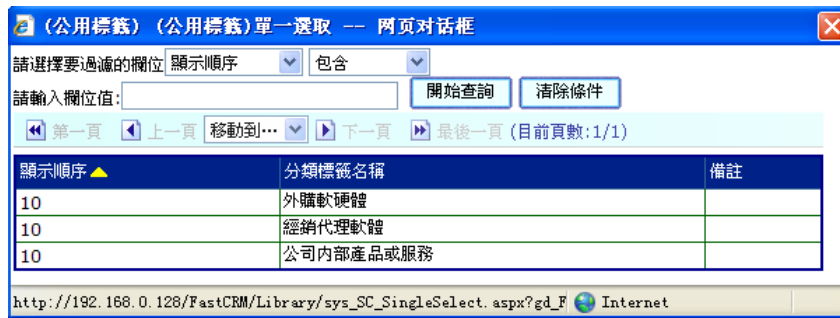 (公用標籤) (公用標籤)單一選取 -- 网页对话框
請選擇要過濾的欄位 顯示順序 包含
請輸入欄位值: 開始查詢 清除條件
第一頁 上一頁 移動到… 下一頁 最後一頁 (目前頁數:1/1)
顯示順序 分類標籤名稱 備註
10 外購軟硬體
10 經銷代理軟體
10 公司內部產品或服務
http://192.168.0.128/FastCRM/Library/sys_SC_SingleSelect.aspx?gd_F Internet